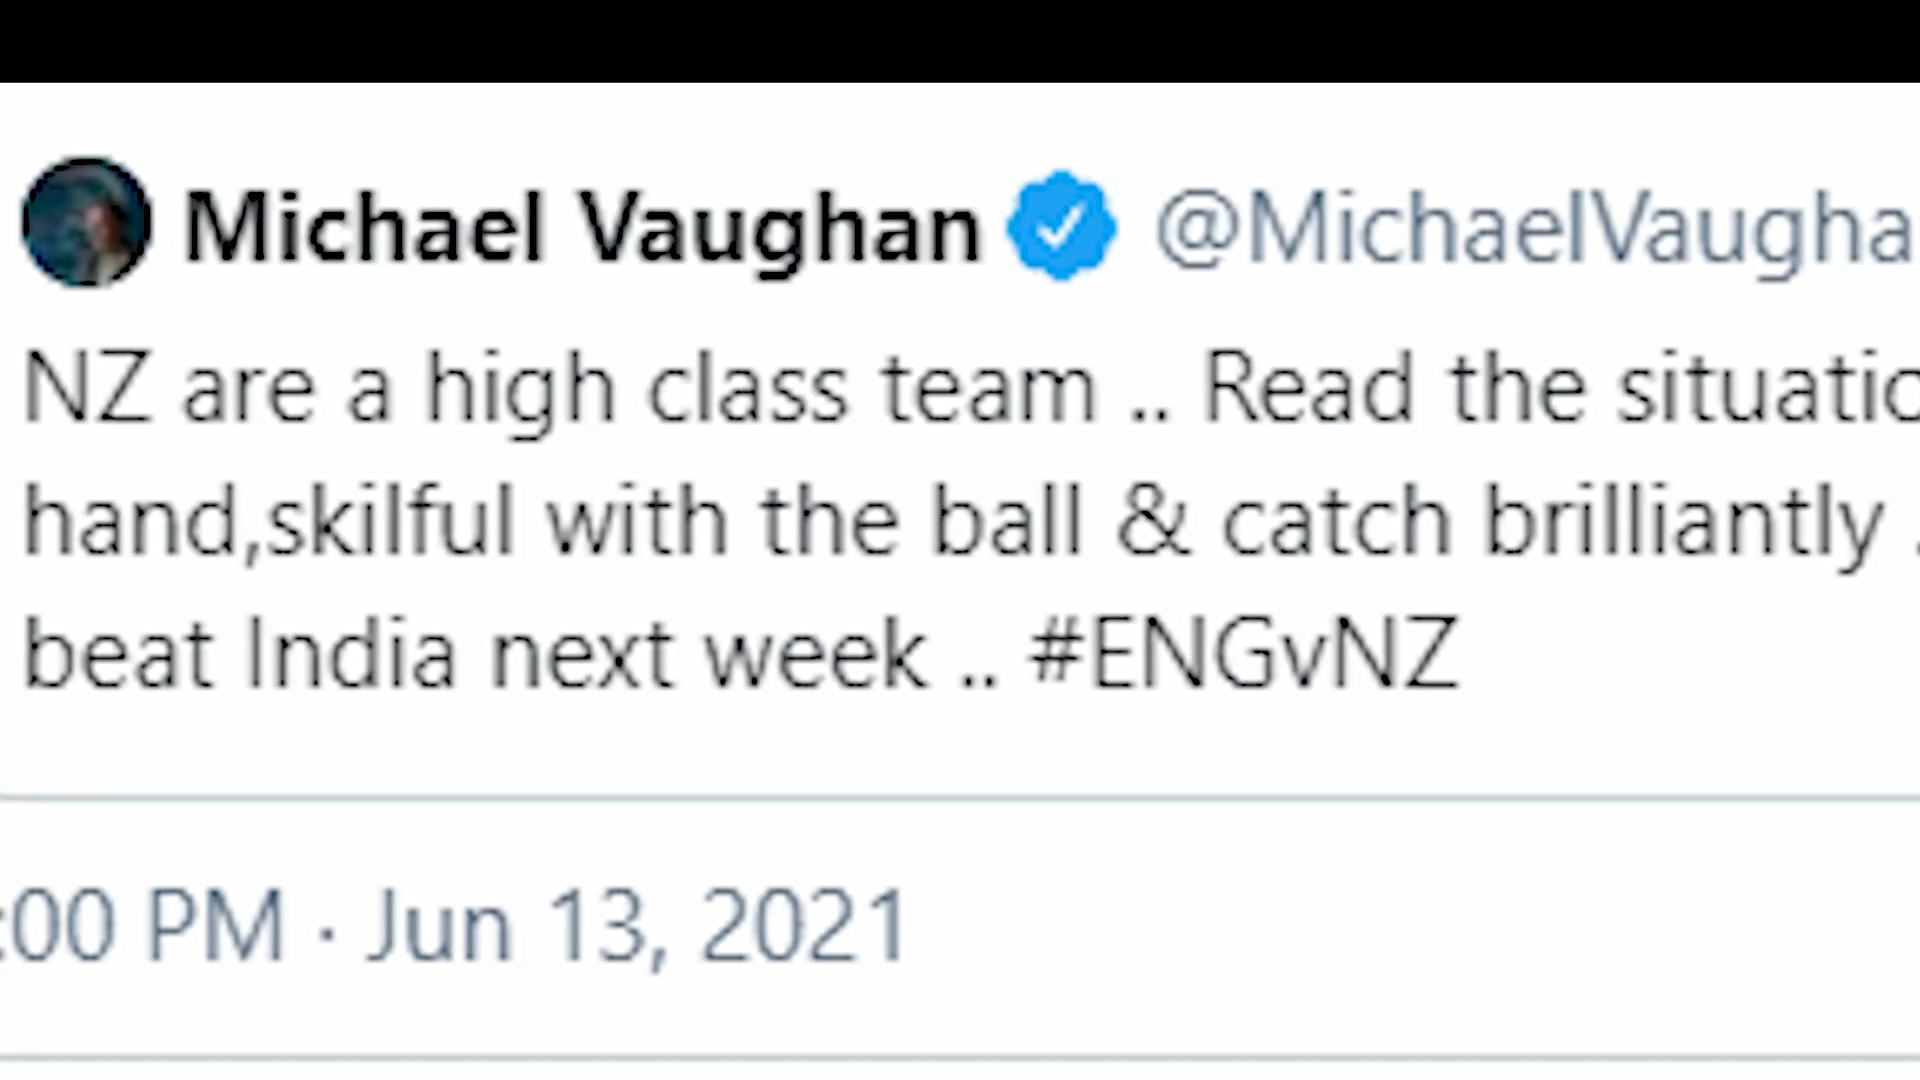 Michael Vaughan @MichaelVaugha
NZ are a high class team .. Read the situatio
hand,skilful with the ball & catch brilliantly .
beat India next week .. #ENGvNZ
:00 PM · Jun 13, 2021